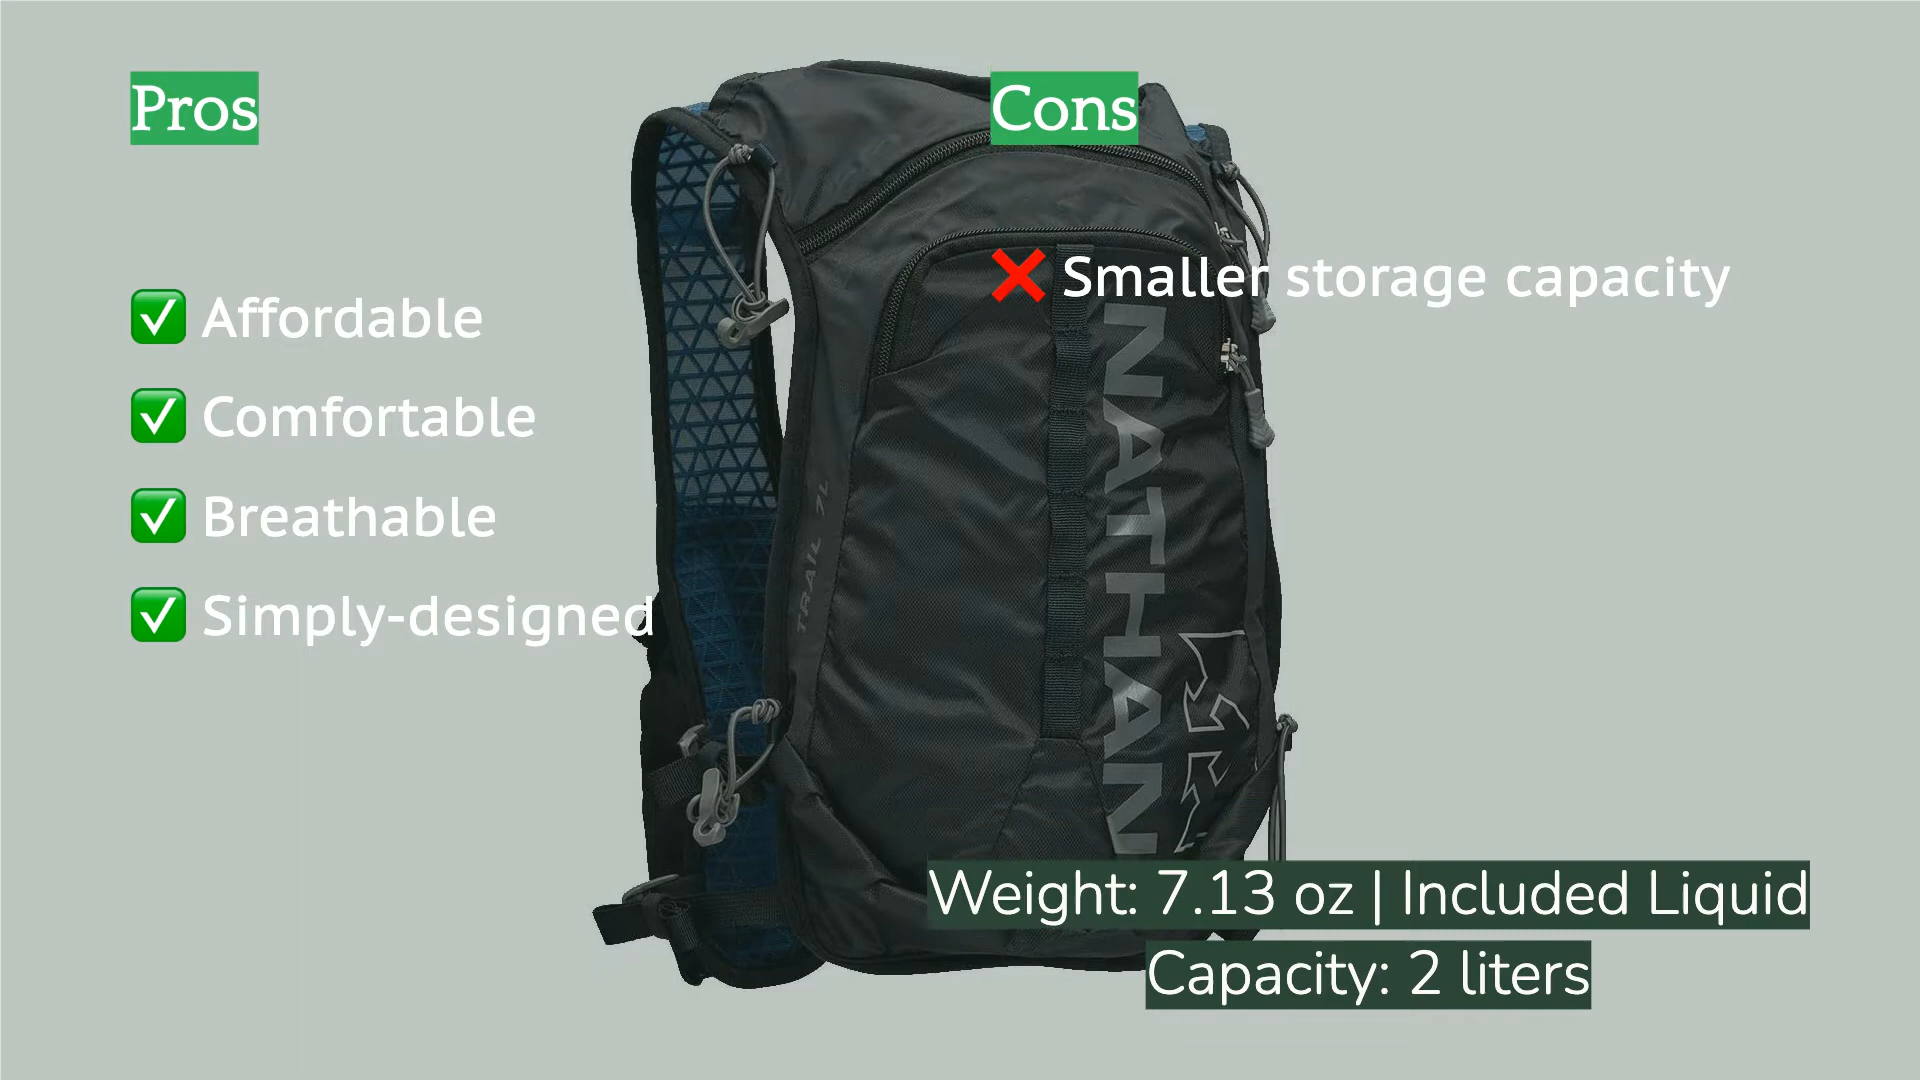 Pros
✅ Affordable
✅ Comfortable
✅ Breathable
✅ Simply-designed
Cons
❌ Smaller storage capacity
TRAIL 7L
NATHAN
Weight: 7.13 oz | Included Liquid
Capacity: 2 liters